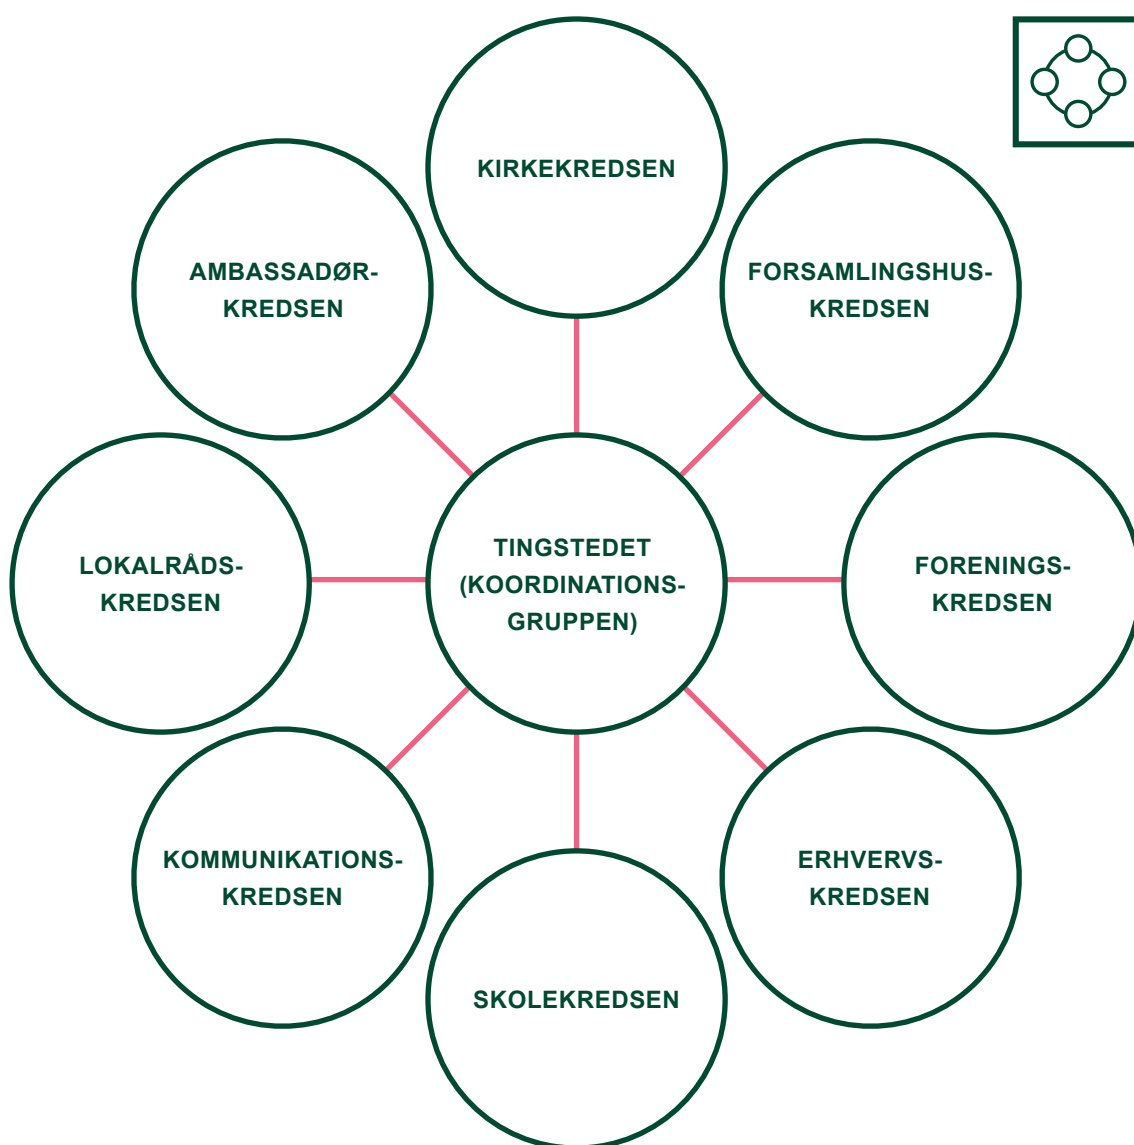 KIRKEKREDSEN
AMBASSADØR-
KREDSEN
FORSAMLINGSHUS-
KREDSEN
LOKALRÅDS-
KREDSEN
TINGSTEDET
(KOORDINATIONS-
GRUPPEN)
FORENINGS-
KREDSEN
KOMMUNIKATIONS-
KREDSEN
ERHVERVS-
KREDSEN
SKOLEKREDSEN